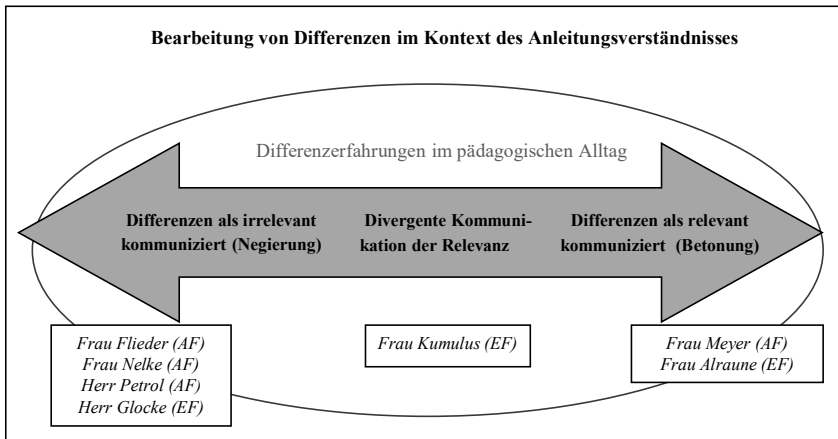 Bearbeitung von Differenzen im Kontext des Anleitungsverständnisses
Differenzerfahrungen im pädagogischen Alltag
Differenzen als irrelevant
kommuniziert (Negierung)
Divergente Kommuni-
kation der Relevanz
Differenzen als relevant
kommuniziert (Betonung)
Frau Flieder (AF)
Frau Nelke (AF)
Herr Petrol (AF)
Herr Glocke (EF)
Frau Kumulus (EF)
Frau Meyer (AF)
Frau Alraune (EF)